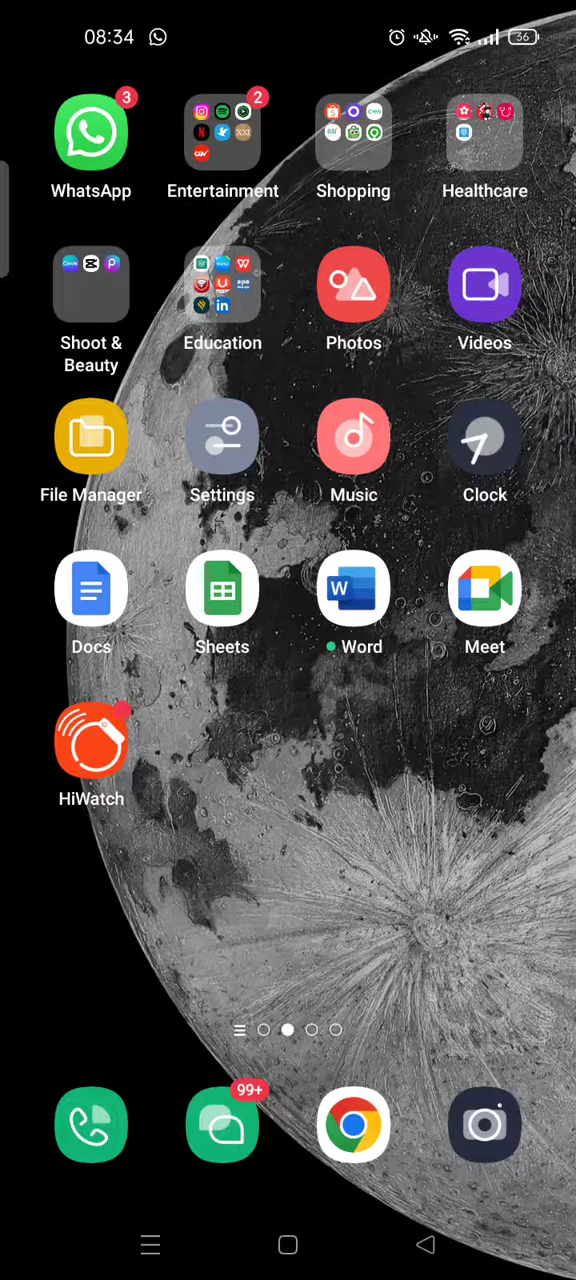 08:34
36
3
2
WhatsApp
Entertainment
Shopping
Healthcare
Shoot &
Beauty
Education
Photos
Videos
File Manager
Settings
Music
Clock
W
Docs
Sheets
Word
Meet
HiWatch
99+